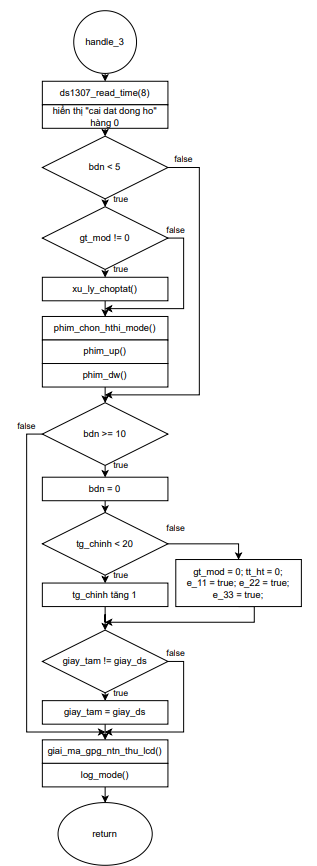 handle_3
ds1307_read_time(8)
hiển thị "cai dat dong ho"
hàng 0
bdn < 5
false
true
gt_mod != 0
false
true
xu_ly_choptat()
phim_chon_hthi_mode()
phim_up()
phim_dw()
bdn >= 10
false
true
bdn = 0
tg_chinh < 20
false
true
gt_mod = 0; tt_ht = 0;
e_11 = true; e_22 = true;
e_33 = true;
tg_chinh tăng 1
giay_tam != giay_ds
false
true
giay_tam = giay_ds
giai_ma_gpg_ntn_thu_lcd()
log_mode()
return